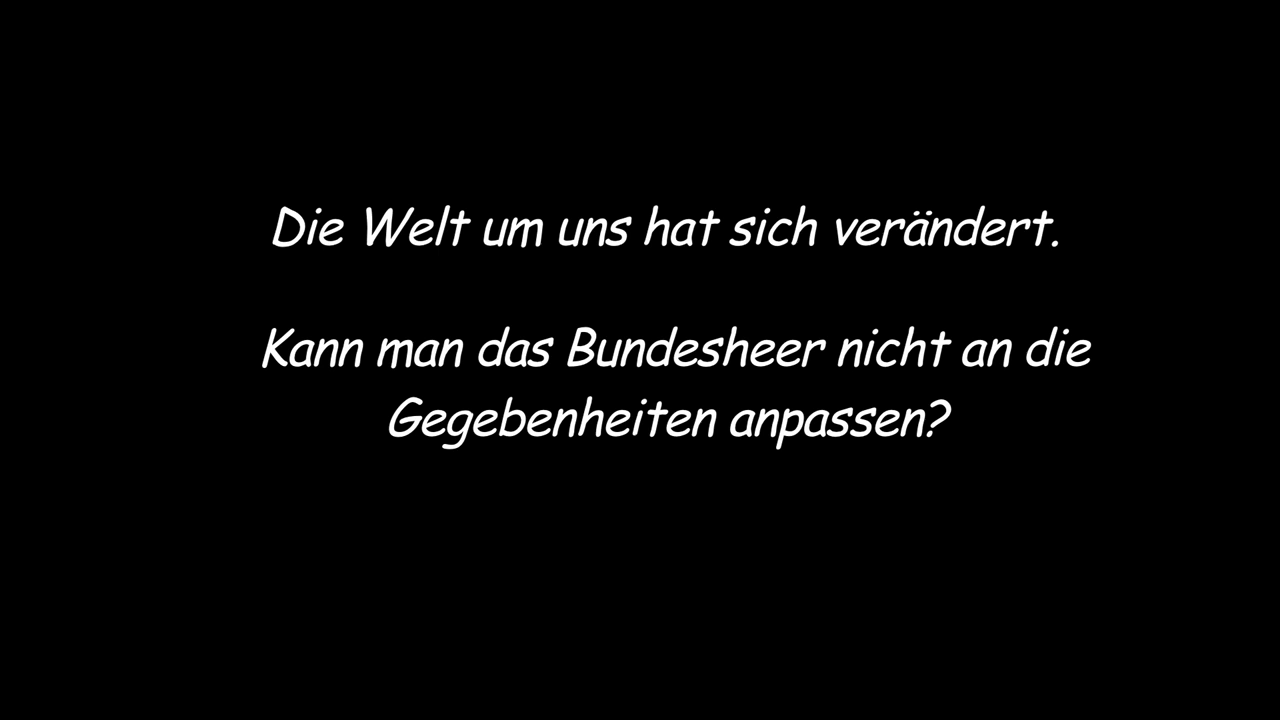 Die Welt um uns hat sich verändert.
Kann man das Bundesheer nicht an die
Gegebenheiten anpassen?